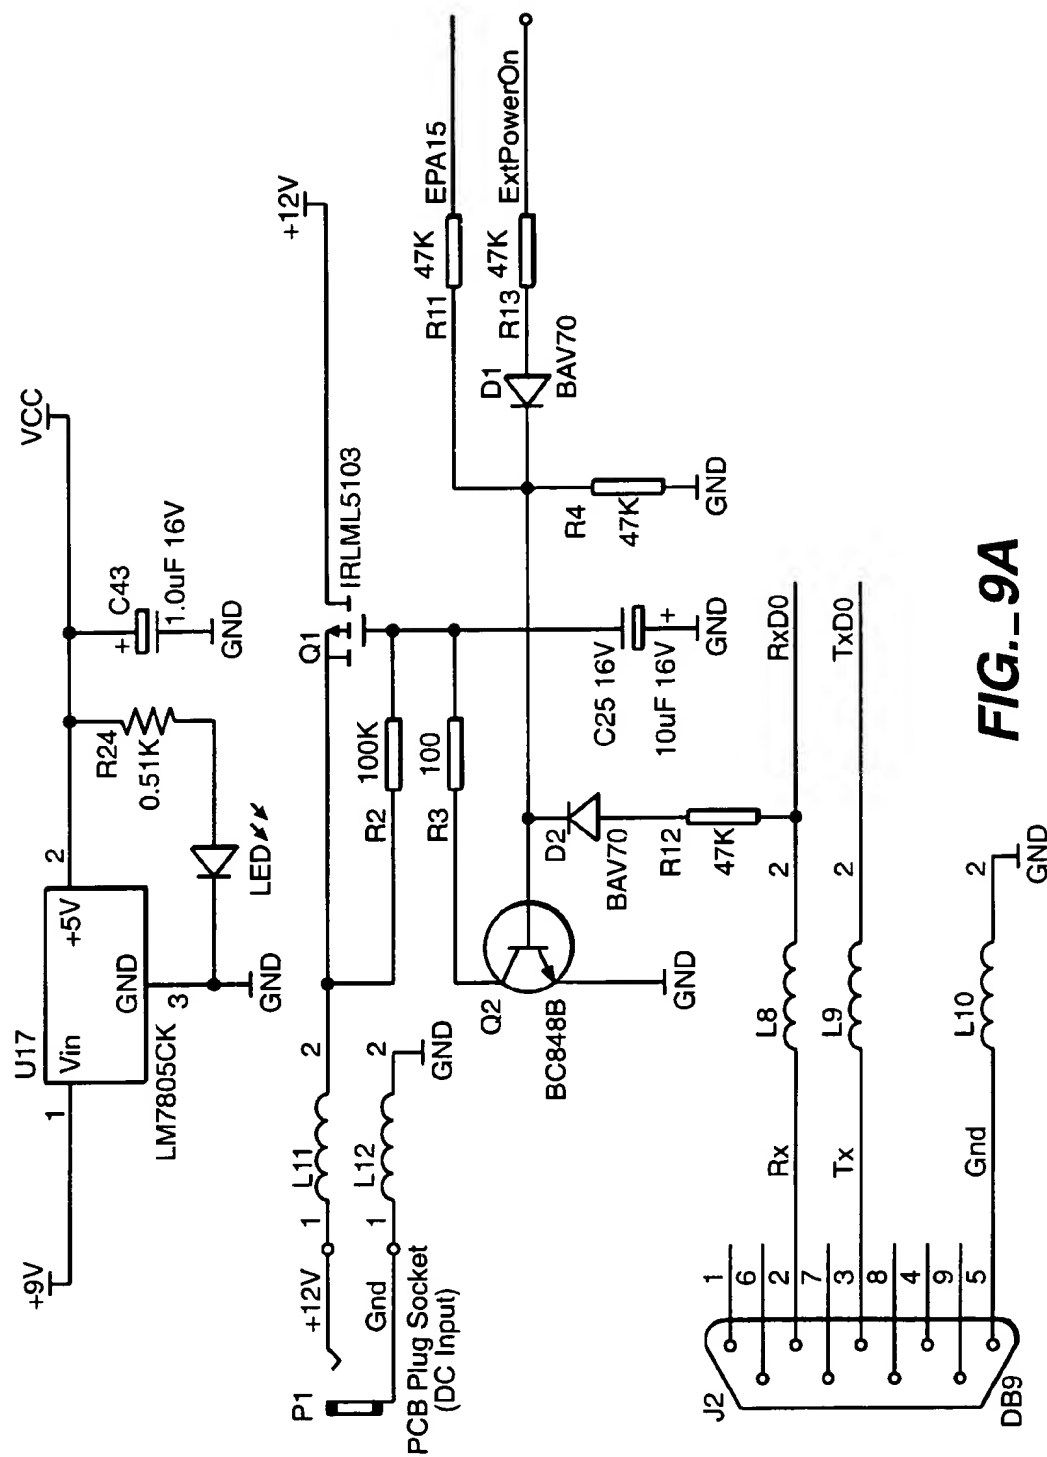 +9V
1
U17
Vin
+5V
GND
LM7805CK
2
3
GND
LED
R24
0.51K
+
C43
1.0uF 16V
GND
VCC
P1
+12V
1
L11
2
Gnd
1
L12
2
GND
PCB Plug Socket
(DC Input)
R2
100K
R3
100
Q1
IRLML5103
+12V
C25 16V
10uF 16V
+
GND
Q2
BC848B
GND
D2
BAV70
R12
47K
R4
47K
GND
D1
BAV70
R11
47K
EPA15
R13
47K
ExtPowerOn
J2
DB9
1
6
2
7
3
8
4
9
5
Rx
L8
2
RxD0
Tx
L9
2
TxD0
Gnd
L10
2
GND
FIG._9A